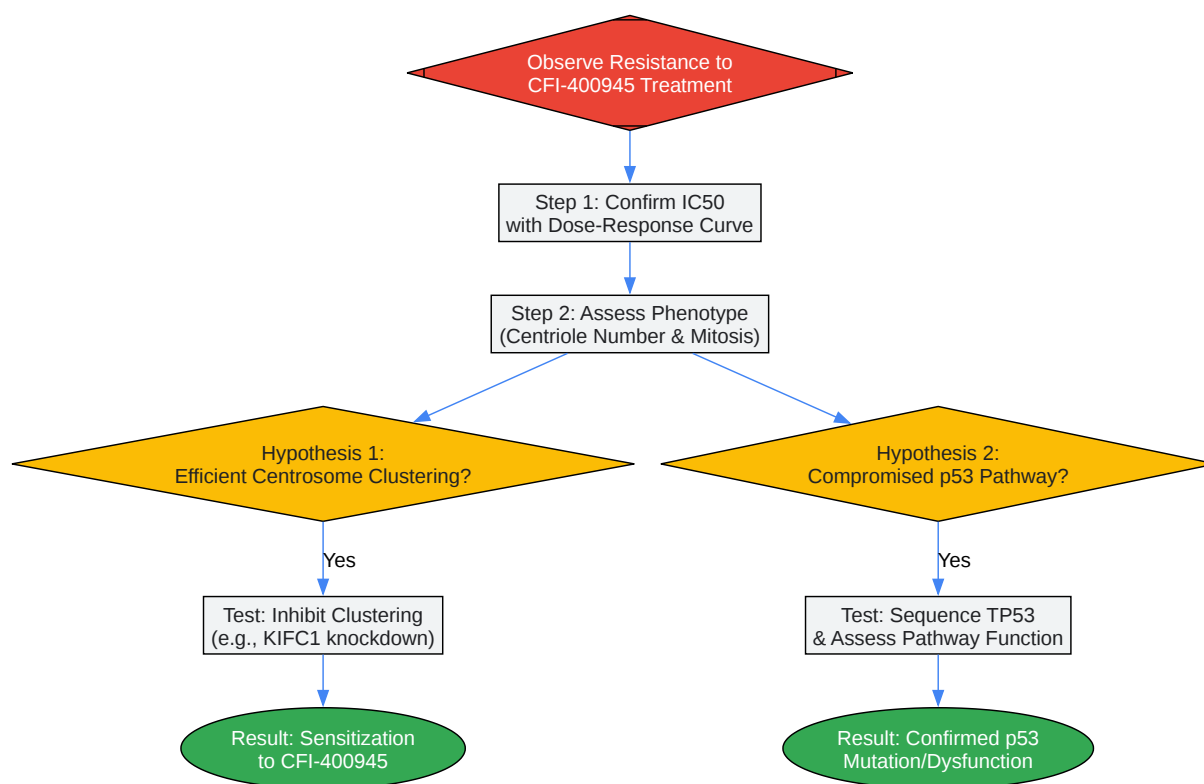 Observe Resistance to
CFI-400945 Treatment
Step 1: Confirm IC50
with Dose-Response Curve
Step 2: Assess Phenotype
(Centriole Number & Mitosis)
Hypothesis 1:
Efficient Centrosome Clustering?
Hypothesis 2:
Compromised p53 Pathway?
Yes
Yes
Test: Inhibit Clustering
(e.g., KIFC1 knockdown)
Test: Sequence TP53
& Assess Pathway Function
Result: Sensitization
to CFI-400945
Result: Confirmed p53
Mutation/Dysfunction